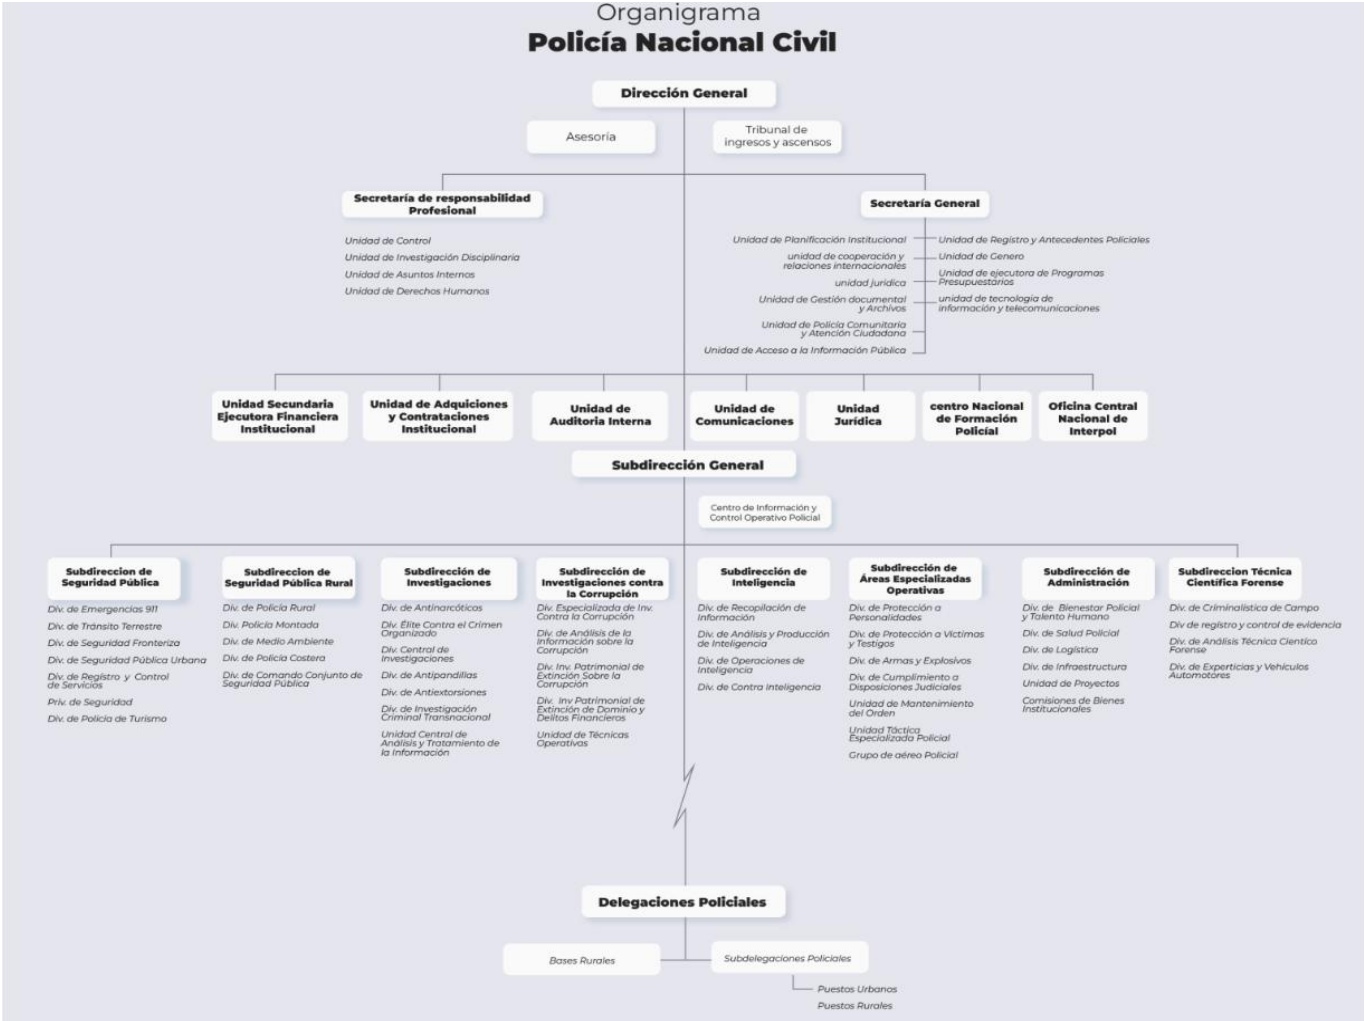 Organigrama
Policía Nacional Civil
Dirección General
Asesoría
Tribunal de
ingresos y ascensos
Secretaría de responsabilidad
Profesional
Unidad de Control
Unidad de Investigación Disciplinaria
Unidad de Asuntos Internos
Unidad de Derechos Humanos
Secretaría General
Unidad de Planificación Institucional
unidad de cooperación y
relaciones internacionales
unidad jurídica
Unidad de Gestión documental
y Archivos
Unidad de Policía Comunitaria
y Atención Ciudadana
Unidad de Acceso a la Información Pública
Unidad de Registro y Antecedentes Policiales
Unidad de Genero
Unidad de ejecutora de Programas
Presupuestarios
unidad de tecnología de
información y telecomunicaciones
Unidad Secundaria
Ejecutora Financiera
Institucional
Unidad de Adquiciones
y Contrataciones
Institucional
Unidad de
Auditoria Interna
Unidad de
Comunicaciones
Unidad
Jurídica
centro Nacional
de Formación
Políciál
Oficina Central
Nacional de
Interpol
Subdirección General
Centro de Información y
Control Operativo Policial
Subdireccion de
Seguridad Pública
Div. de Emergencias 911
Div. de Tránsito Terrestre
Div. de Seguridad Fronteriza
Div. de Seguridad Pública Urbana
Div. de Registro y Control
de Servicios
Priv. de Seguridad
Div. de Policía de Turismo
Subdireccion de
Seguridad Pública Rural
Div. de Policía Rural
Div. Policía Montada
Div. de Medio Ambiente
Div. de Policía Costera
Div. de Comando Conjunto de
Seguridad Pública
Subdirección de
Investigaciones
Div. de Antinarcóticos
Div. Élite Contra el Crimen
Organizado
Div. Central de
Investigaciones
Div. de Antipandillas
Div. de Antiextorsiones
Div. de Investigación
Criminal Transnacional
Unidad Central de
Análisis y Tratamiento de
la Información
Subdirección de
Investigaciones contra
la Corrupción
Div. Especializada de Inv.
Contra la Corrupción
Div. de Análisis de la
Información sobre la
Corrupción
Div. Inv. Patrimonial de
Extinción Sobre la
Corrupción
Div. Inv Patrimonial de
Extinción de Dominio y
Delitos Financieros
Unidad de Técnicas
Operativas
Subdirección de
Inteligencia
Div. de Recopilación de
Información
Div. de Análisis y Producción
de Inteligencia
Div. de Operaciones de
Inteligencia
Div. de Contra Inteligencia
Subdirección de
Áreas Especializadas
Operativas
Div. de Protección a
Personalidades
Div. de Protección a Víctimas
y Testigos
Div. de Armas y Explosivos
Div. de Cumplimiento a
Disposiciones Judiciales
Unidad de Mantenimiento
del Orden
Unidad Táctica
Especializada Policial
Grupo de aéreo Policial
Subdirección de
Administración
Div. de Bienestar Policial
y Talento Humano
Div. de Salud Policial
Div. de Logística
Div. de Infraestructura
Unidad de Proyectos
Comisiones de Bienes
Institucionales
Subdireccion Técnica
Científica Forense
Div. de Criminalística de Campo
Div de registro y control de evidencia
Div. de Análisis Técnica Cientíco
Forense
Div. de Experticias y Vehículos
Automotores
Delegaciones Policiales
Bases Rurales
Subdelegaciones Policiales
Puestos Urbanos
Puestos Rurales